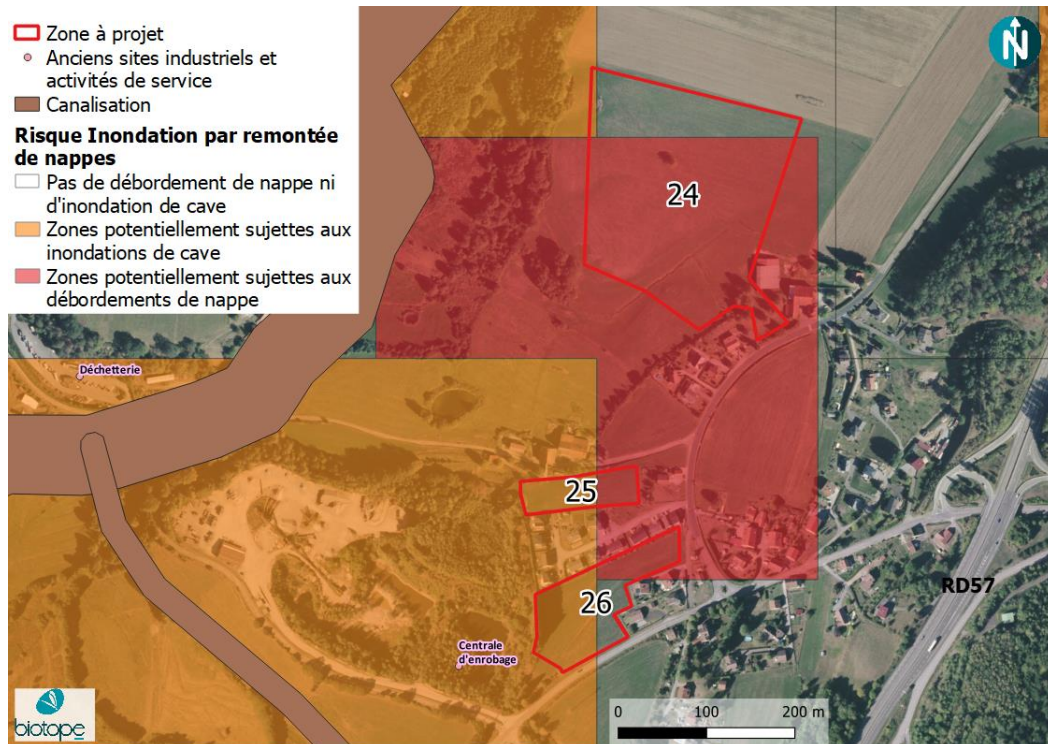 Zone à projet
Anciens sites industriels et
activités de service
Canalisation
Risque Inondation par remontée
de nappes
Pas de débordement de nappe ni
d'inondation de cave
Zones potentiellement sujettes aux
inondations de cave
Zones potentiellement sujettes aux
débordements de nappe
N
24
Déchetterie
25
26
RD57
Centrale
d'enrobage
0 100 200 m
biotope